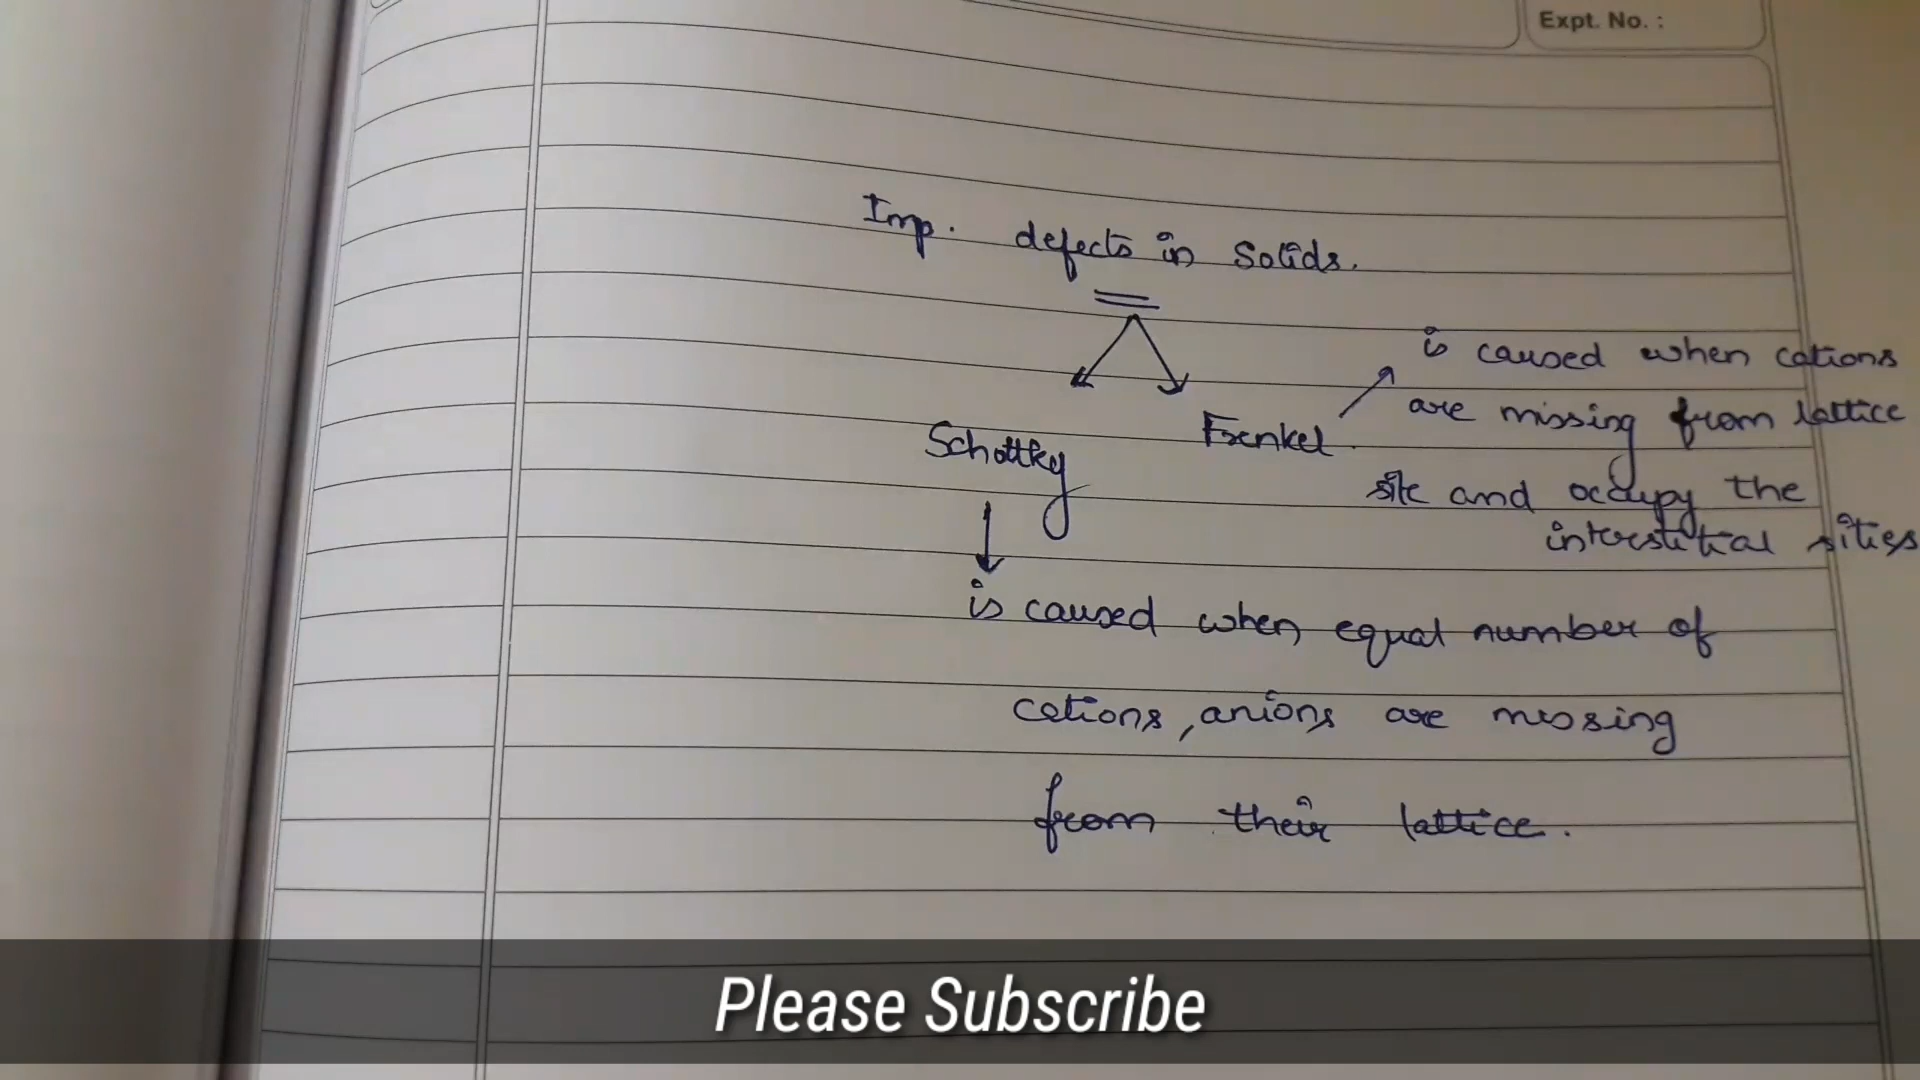 Expt. No. :
Imp. defects in Solids.
is caused when cations
are missing from lattice
Frenkel
Schottky
site and occupy the
interstitial sities
is caused when equal number of
cations, anions are missing
from their lattice.
Please Subscribe